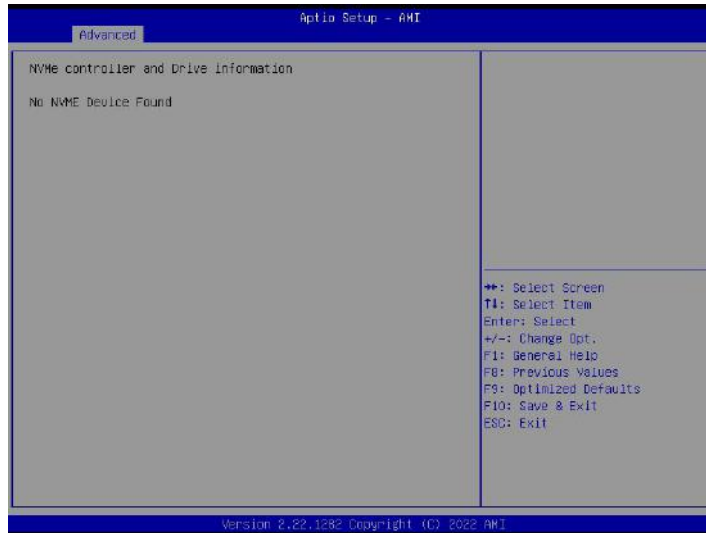 Aptio Setup - AMI
Advanced
NVMe controller and Drive information
No NVME Device Found
→←: Select Screen
↑↓: Select Item
Enter: Select
+/-: Change Opt.
F1: General Help
F8: Previous Values
F9: Optimized Defaults
F10: Save & Exit
ESC: Exit
Version 2.22.1282 Copyright (C) 2022 AMI